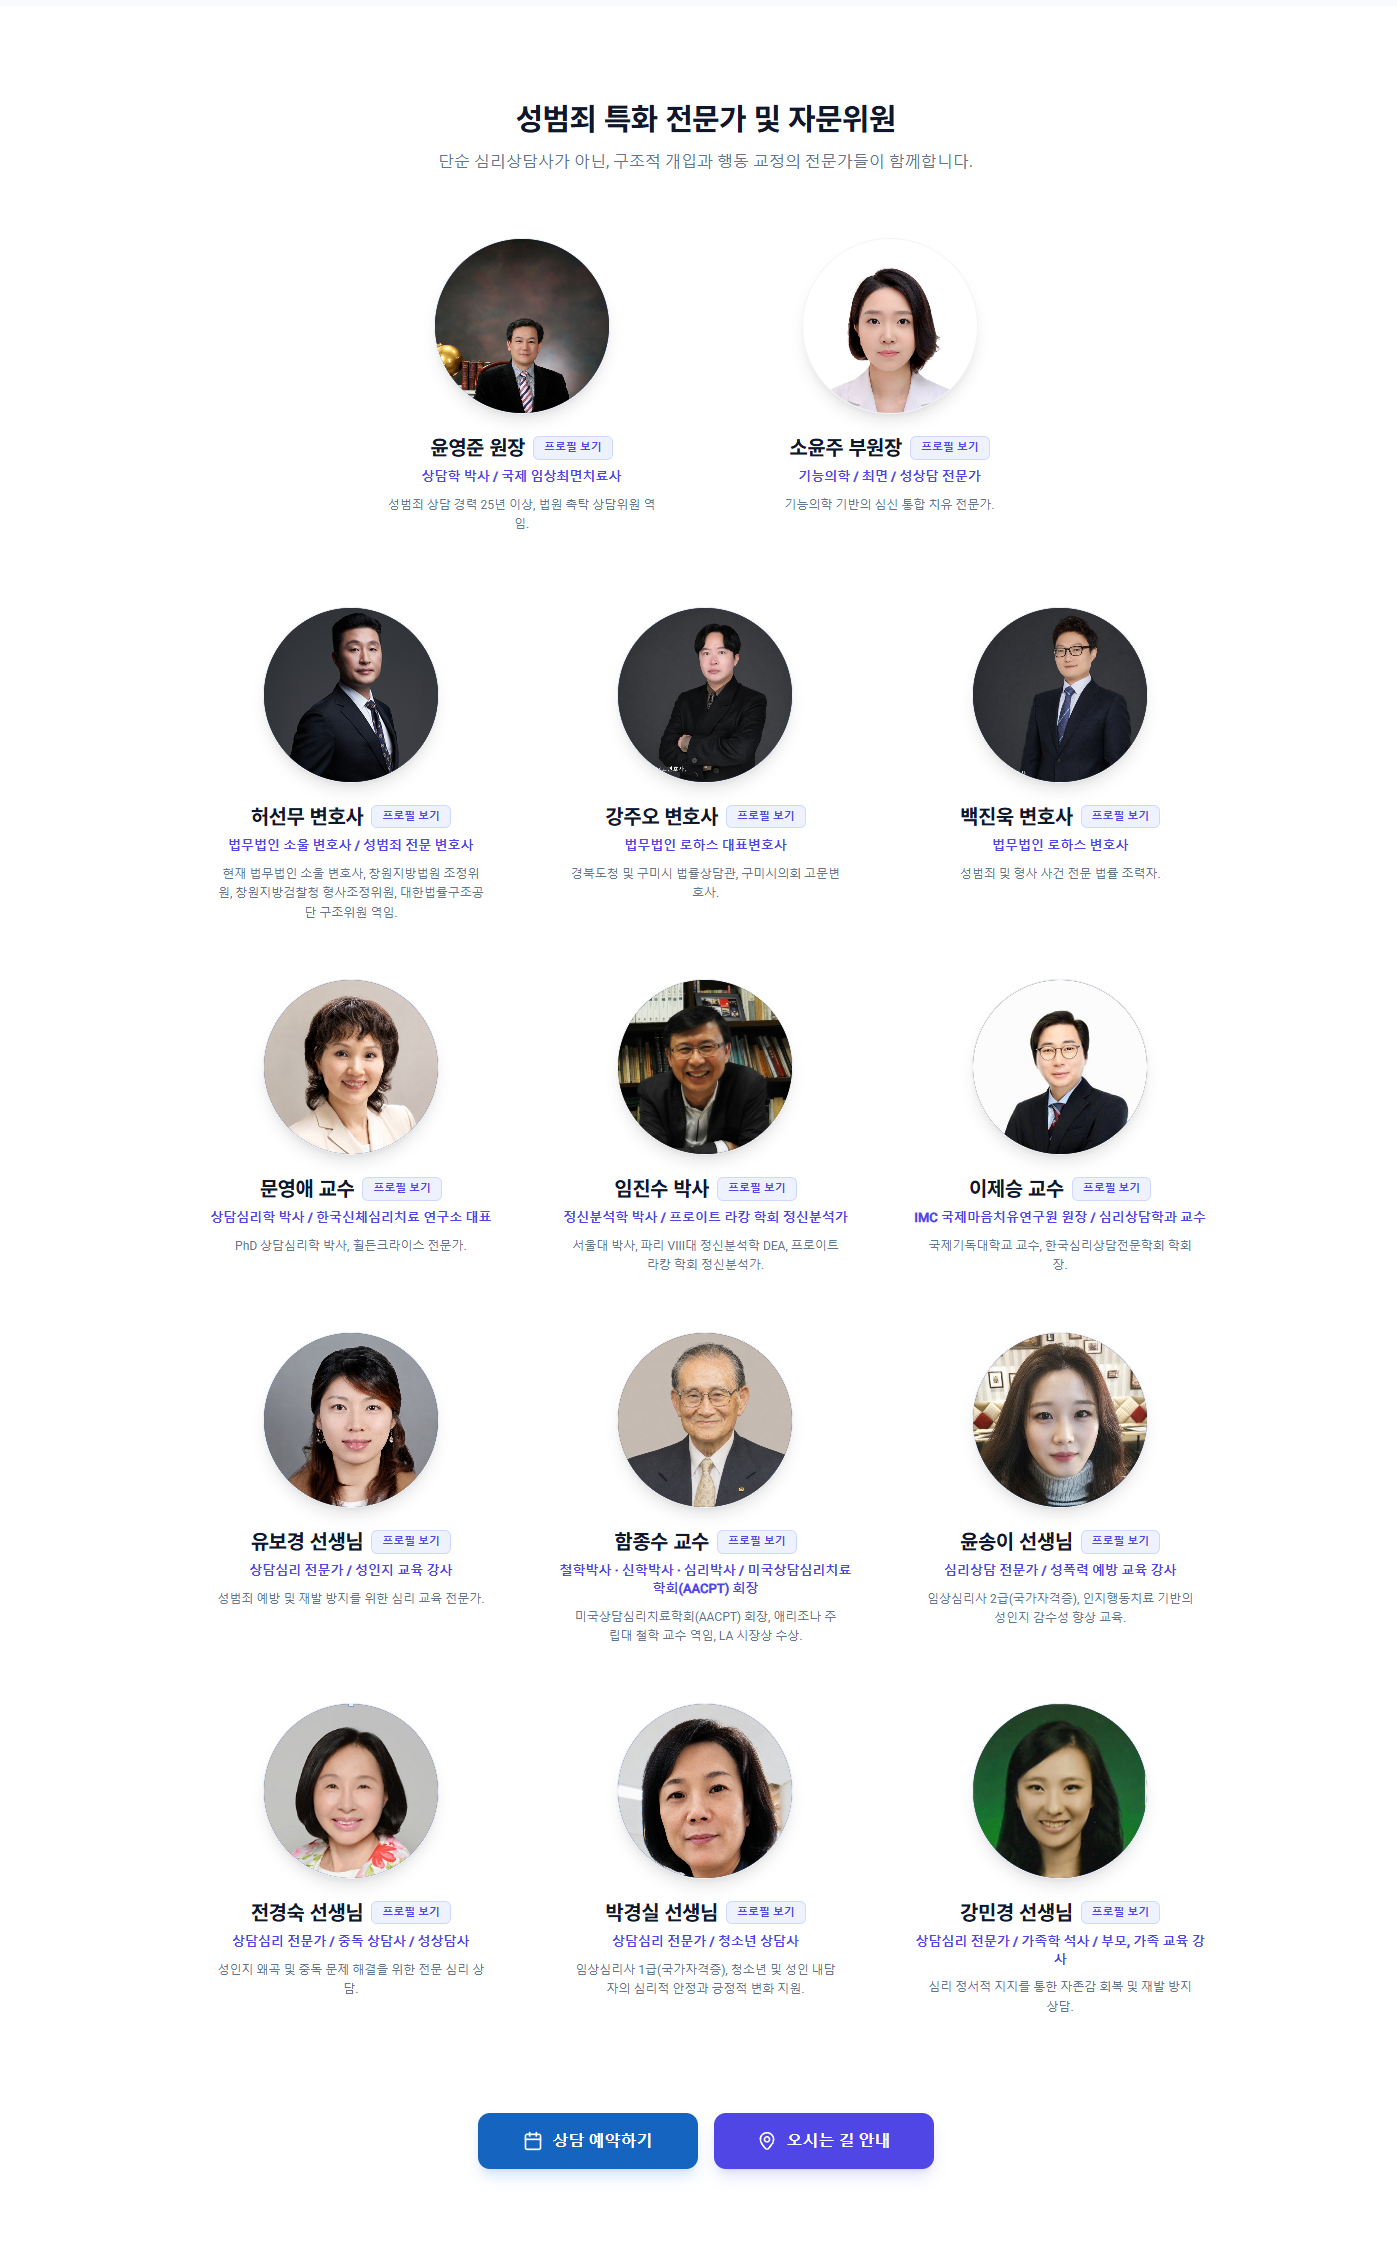 성범죄 특화 전문가 및 자문위원
단순 심리상담사가 아닌, 구조적 개입과 행동 교정의 전문가들이 함께합니다.
윤영준 원장 프로필 보기
상담학 박사 / 국제 임상최면치료사
성범죄 상담 경력 25년 이상, 법원 촉탁 상담위원 역
임.
소윤주 부원장 프로필 보기
기능의학 / 최면 / 성상담 전문가
기능의학 기반의 심신 통합 치유 전문가.
허선무 변호사 프로필 보기
법무법인 소울 변호사 / 성범죄 전문 변호사
현재 법무법인 소울 변호사, 창원지방법원 조정위
원, 창원지방검찰청 형사조정위원, 대한법률구조공
단 구조위원 역임.
강주오 변호사 프로필 보기
법무법인 로하스 대표변호사
경북도청 및 구미시 법률상담관, 구미시의회 고문변
호사.
백진욱 변호사 프로필 보기
법무법인 로하스 변호사
성범죄 및 형사 사건 전문 법률 조력자.
문영애 교수 프로필 보기
상담심리학 박사 / 한국신체심리치료 연구소 대표
PhD 상담심리학 박사, 휠든크라이스 전문가.
임진수 박사 프로필 보기
정신분석학 박사 / 프로이트 라캉 학회 정신분석가
서울대 박사, 파리 VIII대 정신분석학 DEA, 프로이트
라캉 학회 정신분석가.
이제승 교수 프로필 보기
IMC 국제마음치유연구원 원장 / 심리상담학과 교수
국제기독대학교 교수, 한국심리상담전문학회 학회
장.
유보경 선생님 프로필 보기
상담심리 전문가 / 성인지 교육 강사
성범죄 예방 및 재발 방지를 위한 심리 교육 전문가.
함종수 교수 프로필 보기
철학박사 · 신학박사 · 심리박사 / 미국상담심리치료
학회(AACPT) 회장
미국상담심리치료학회(AACPT) 회장, 애리조나 주
립대 철학 교수 역임, LA 시장상 수상.
윤송이 선생님 프로필 보기
심리상담 전문가 / 성폭력 예방 교육 강사
임상심리사 2급(국가자격증), 인지행동치료 기반의
성인지 감수성 향상 교육.
전경숙 선생님 프로필 보기
상담심리 전문가 / 중독 상담사 / 성상담사
성인지 왜곡 및 중독 문제 해결을 위한 전문 심리 상
담.
박경실 선생님 프로필 보기
상담심리 전문가 / 청소년 상담사
임상심리사 1급(국가자격증), 청소년 및 성인 내담
자의 심리적 안정과 긍정적 변화 지원.
강민경 선생님 프로필 보기
상담심리 전문가 / 가족학 석사 / 부모, 가족 교육 강
사
심리 정서적 지지를 통한 자존감 회복 및 재발 방지
상담.
상담 예약하기
오시는 길 안내